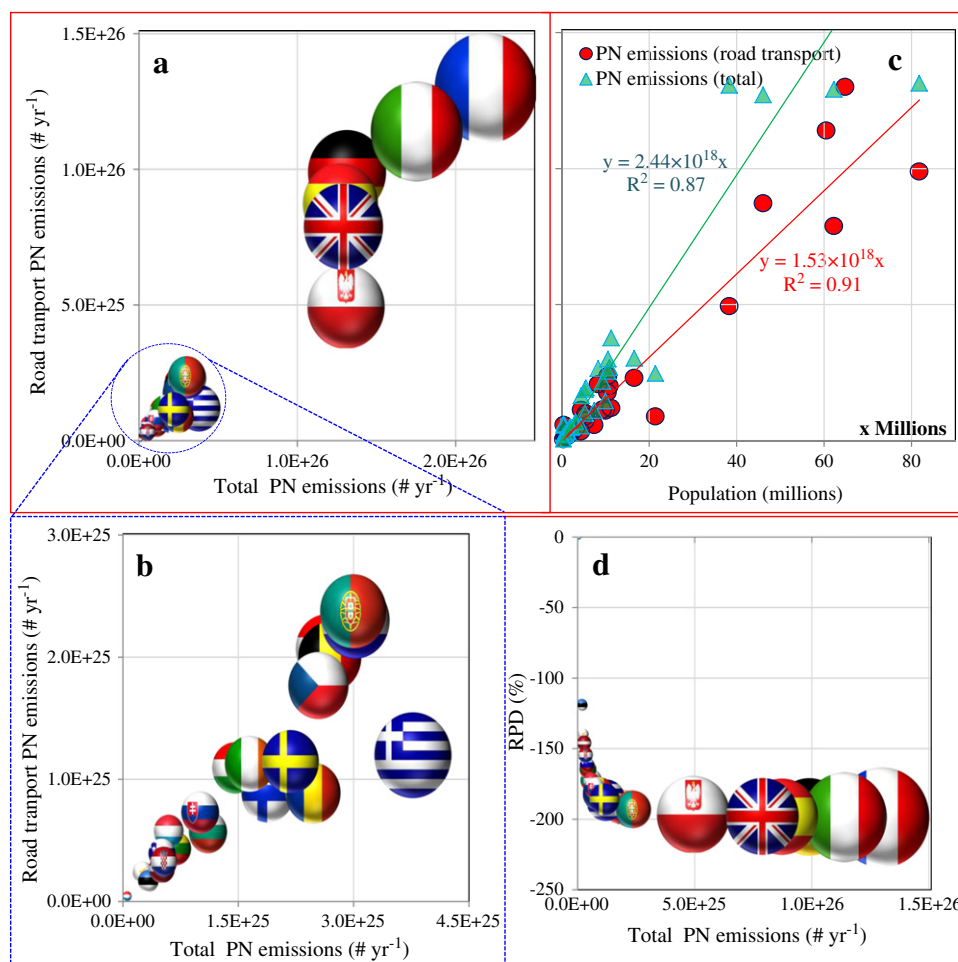 a
Road tranport PN emissions (# yr-1)
1.5E+26
1.0E+26
5.0E+25
0.0E+00
0.0E+00 1.0E+26 2.0E+26
Total PN emissions (# yr-1)
PN emissions (road transport)
PN emissions (total)
c
y = 2.44×10^18x
R^2 = 0.87
y = 1.53×10^18x
R^2 = 0.91
x Millions
0 20 40 60 80
Population (millions)
b
Road tranport PN emissions (# yr-1)
3.0E+25
2.0E+25
1.0E+25
0.0E+00
0.0E+00 1.5E+25 3.0E+25 4.5E+25
Total PN emissions (# yr-1)
d
RPD (%)
0
-50
-100
-150
-200
-250
0.0E+00 5.0E+25 1.0E+26 1.5E+26
Total PN emissions (# yr-1)